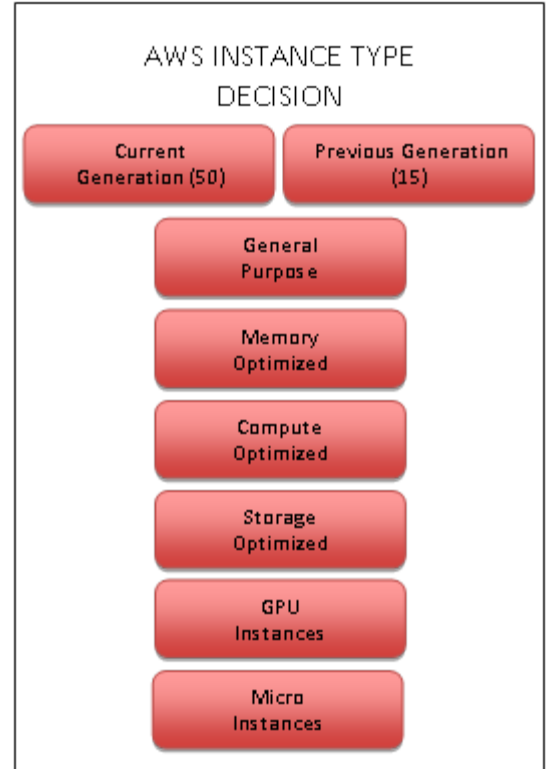 AWS INSTANCE TYPE
DECISION
Current
Generation (50)
Previous Generation
(15)
General
Purpose
Memory
Optimized
Compute
Optimized
Storage
Optimized
GPU
Instances
Micro
Instances